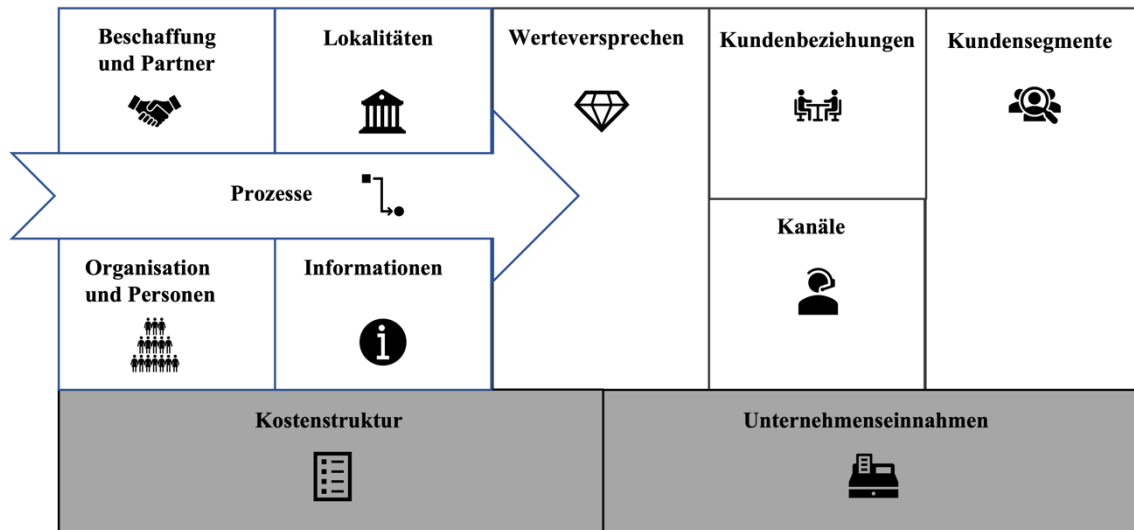 Beschaffung
und Partner
Lokalitäten
Werteversprechen
Kundenbeziehungen
Kundensegmente
Prozesse
Kanäle
Organisation
und Personen
Informationen
Kostenstruktur
Unternehmenseinnahmen